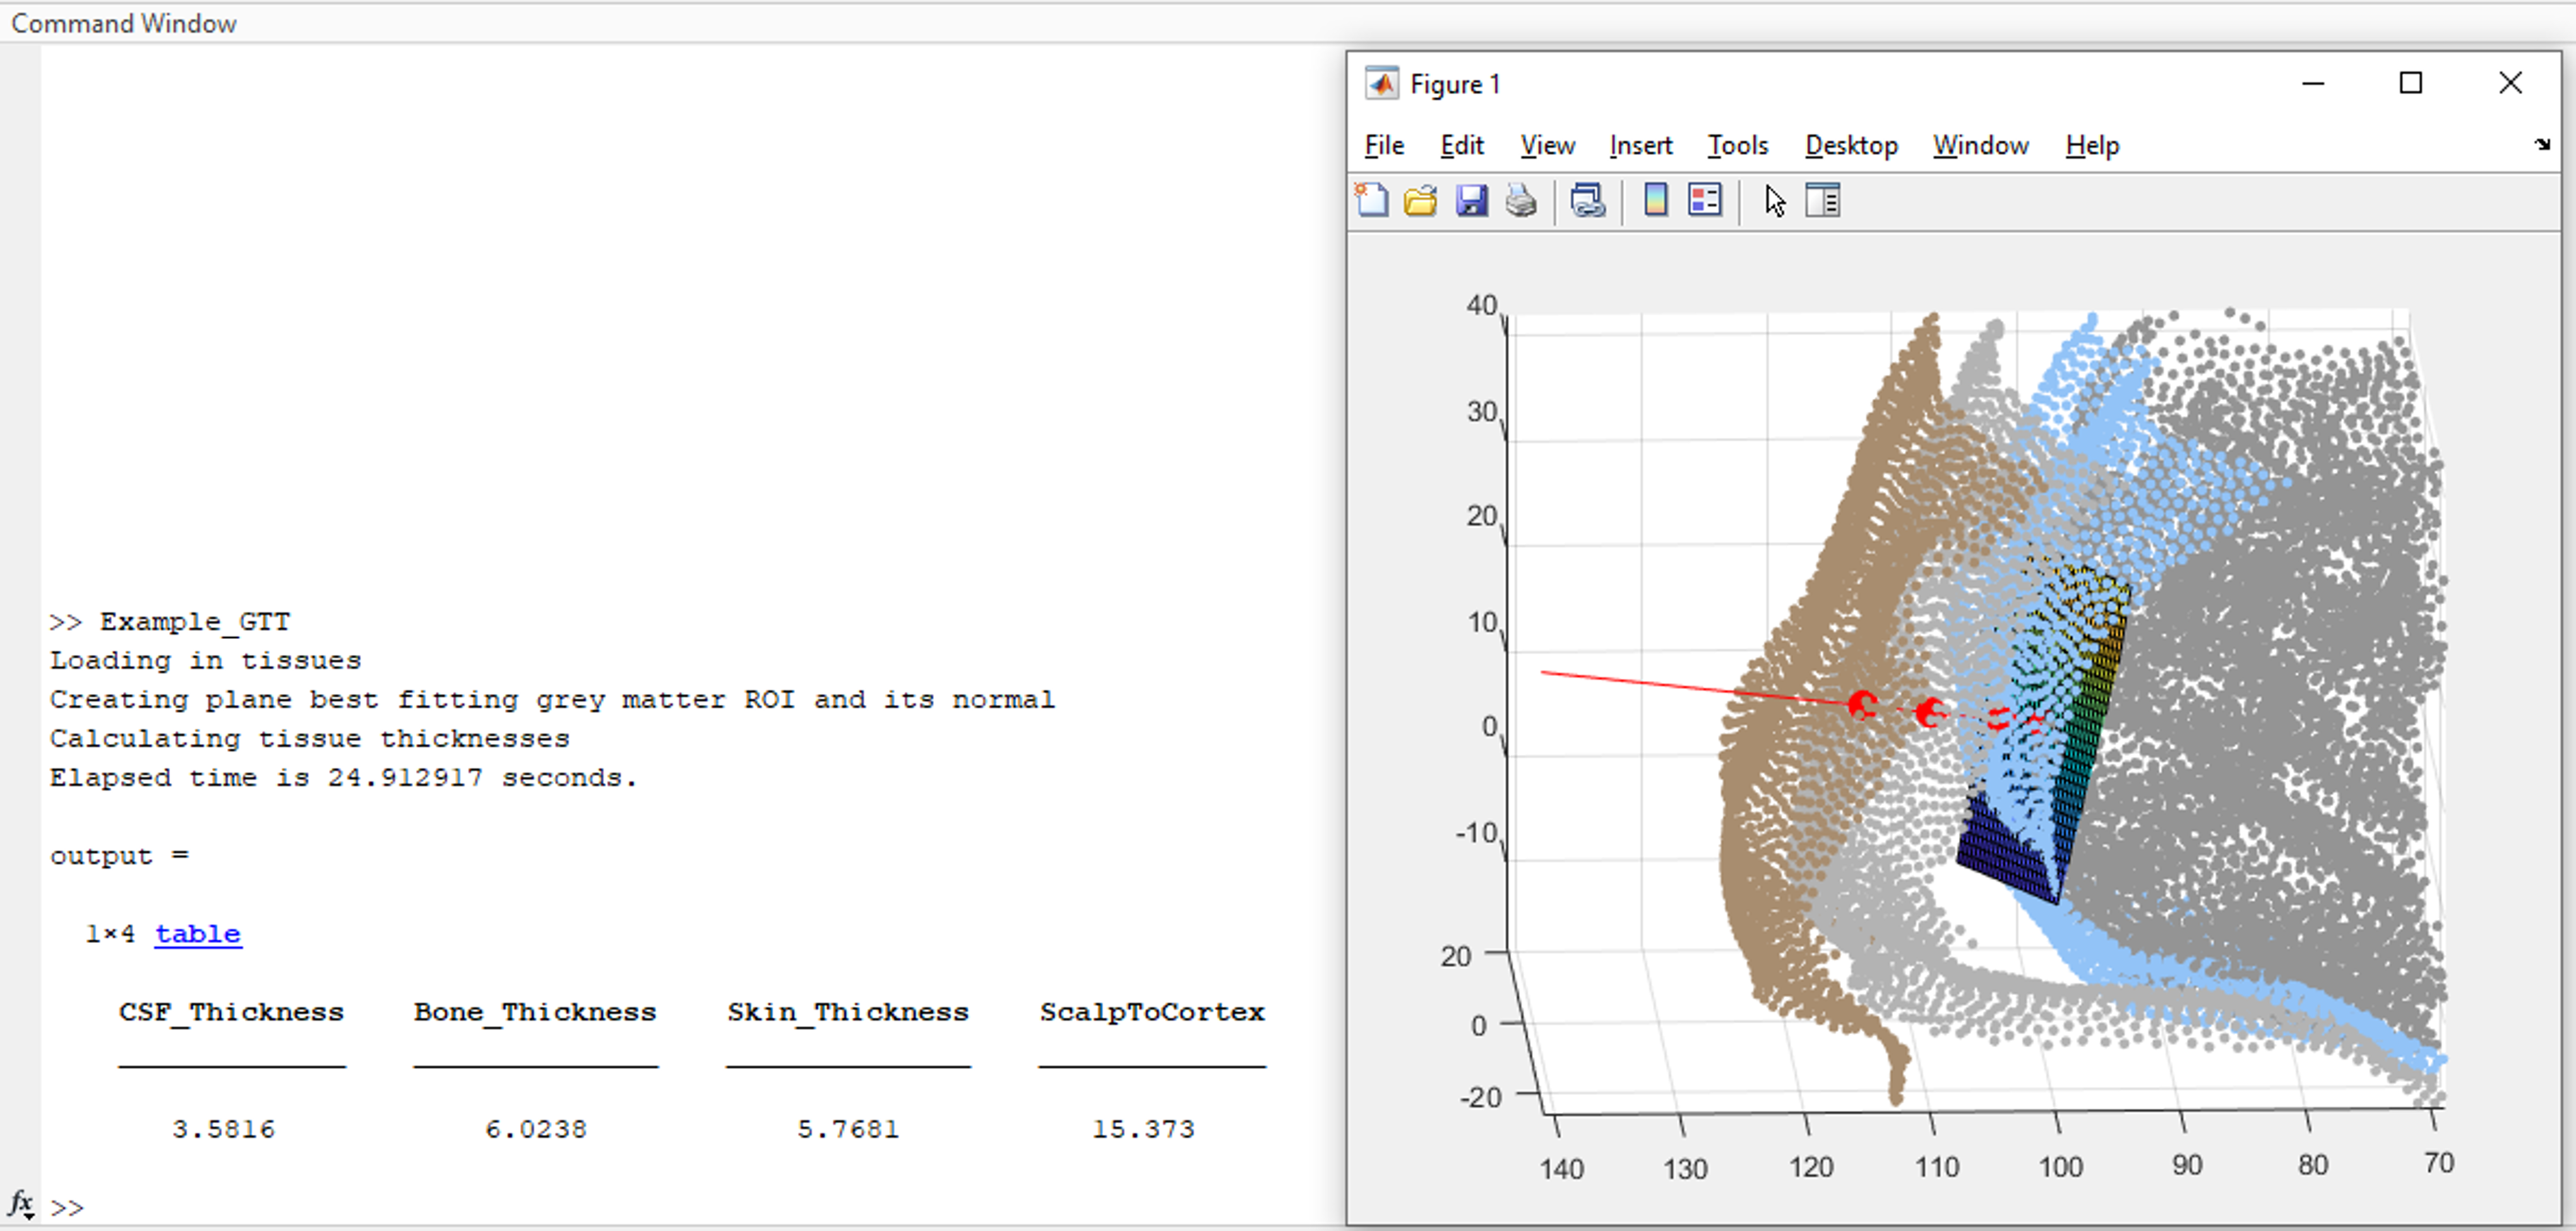 Command Window
>> Example_GTT
Loading in tissues
Creating plane best fitting grey matter ROI and its normal
Calculating tissue thicknesses
Elapsed time is 24.912917 seconds.
output =
1×4 table
CSF_Thickness Bone_Thickness Skin_Thickness ScalpToCortex
3.5816 6.0238 5.7681 15.373
fx >>
Figure 1
File Edit View Insert Tools Desktop Window Help
40
30
20
10
0
-10
20
0
-20
140 130 120 110 100 90 80 70